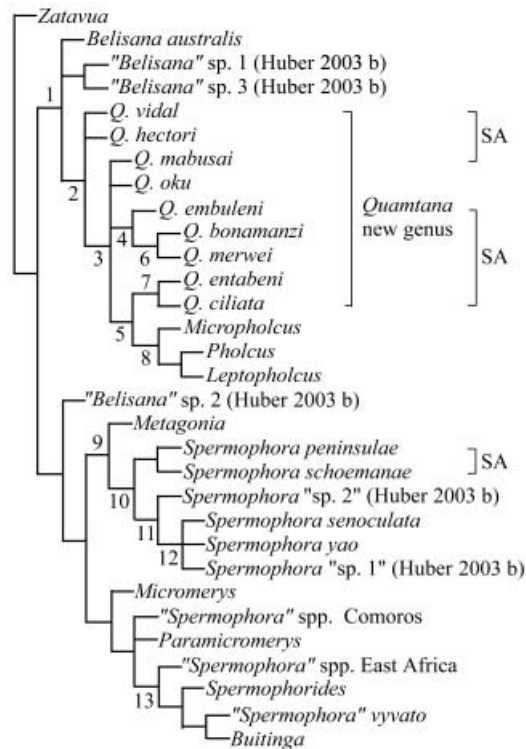 Zatavua
Belisana australis
"Belisana" sp. 1 (Huber 2003 b)
"Belisana" sp. 3 (Huber 2003 b)
1
Q. vidal
Q. hectori
SA
Q. mabusai
2
Q. oku
Q. embuleni
Quamtana
new genus
4
Q. bonamanzi
3
6
Q. merwei
SA
7
Q. entabeni
Q. ciliata
5
Micropholcus
8
Pholcus
Leptopholcus
"Belisana" sp. 2 (Huber 2003 b)
9
Metagonia
Spermophora peninsulae
SA
Spermophora schoemanae
10
Spermophora "sp. 2" (Huber 2003 b)
11
Spermophora senoculata
12
Spermophora yao
Spermophora "sp. 1" (Huber 2003 b)
Micromerys
"Spermophora" spp. Comoros
Paramicromerys
"Spermophora" spp. East Africa
13
Spermophorides
"Spermophora" vyvato
Buitinga